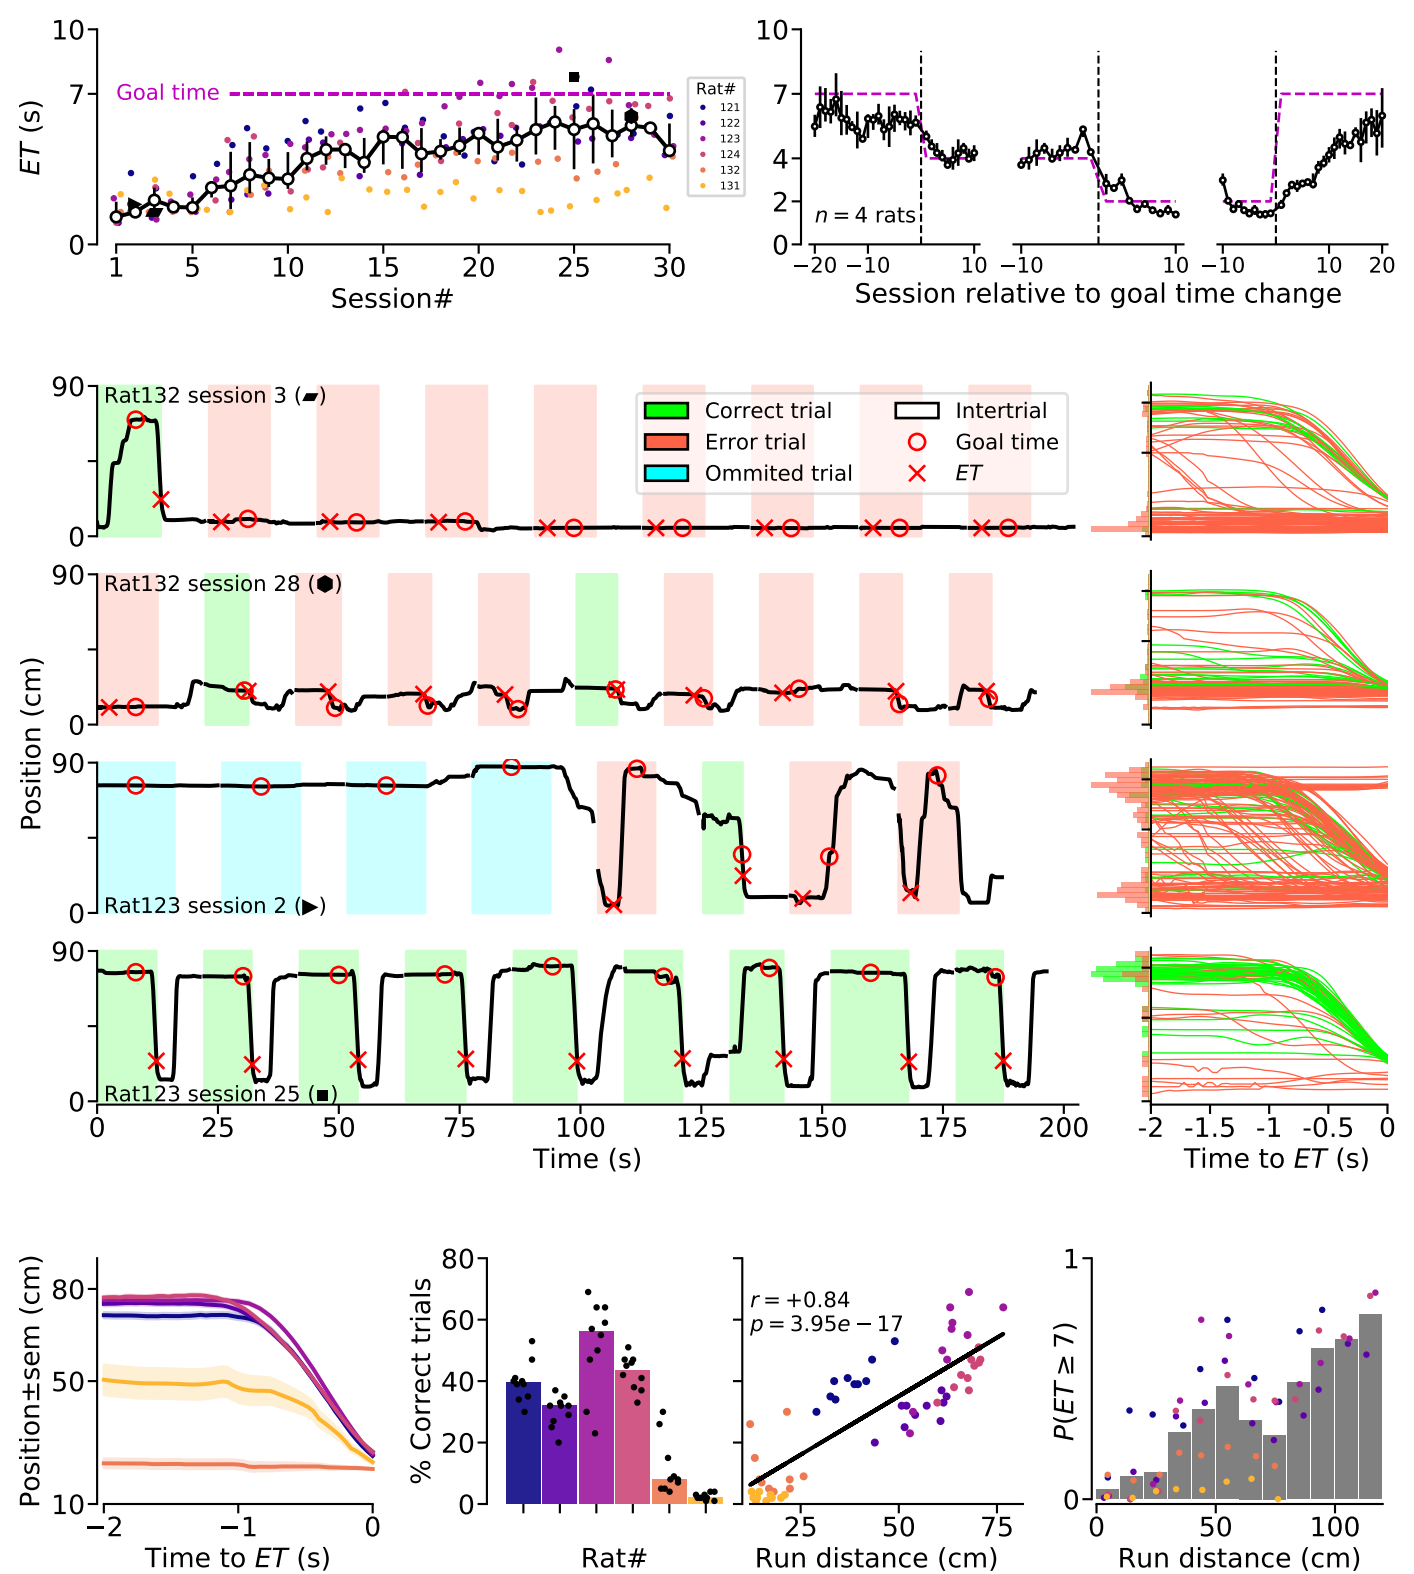 10
7
0
ET (s)
Goal time
1
5
10
15
20
25
30
Session#
Rat#
121
122
123
124
132
131
10
7
4
2
0
n = 4 rats
−20
−10
10
−10
10
−10
10
20
Session relative to goal time change
Position (cm)
90
0
Rat132 session 3 (▰)
Correct trial
Error trial
Ommited trial
Intertrial
Goal time
ET
90
0
Rat132 session 28 (⬢)
90
0
Rat123 session 2 (▶)
90
0
Rat123 session 25 (■)
0
25
50
75
100
125
150
175
200
Time (s)
-2
-1.5
-1
-0.5
0
Time to ET (s)
80
50
10
Position±sem (cm)
−2
−1
0
Time to ET (s)
80
60
40
20
0
% Correct trials
Rat#
r = +0.84
p = 3.95e − 17
25
50
75
Run distance (cm)
1
0
P(ET ≥ 7)
0
50
100
Run distance (cm)